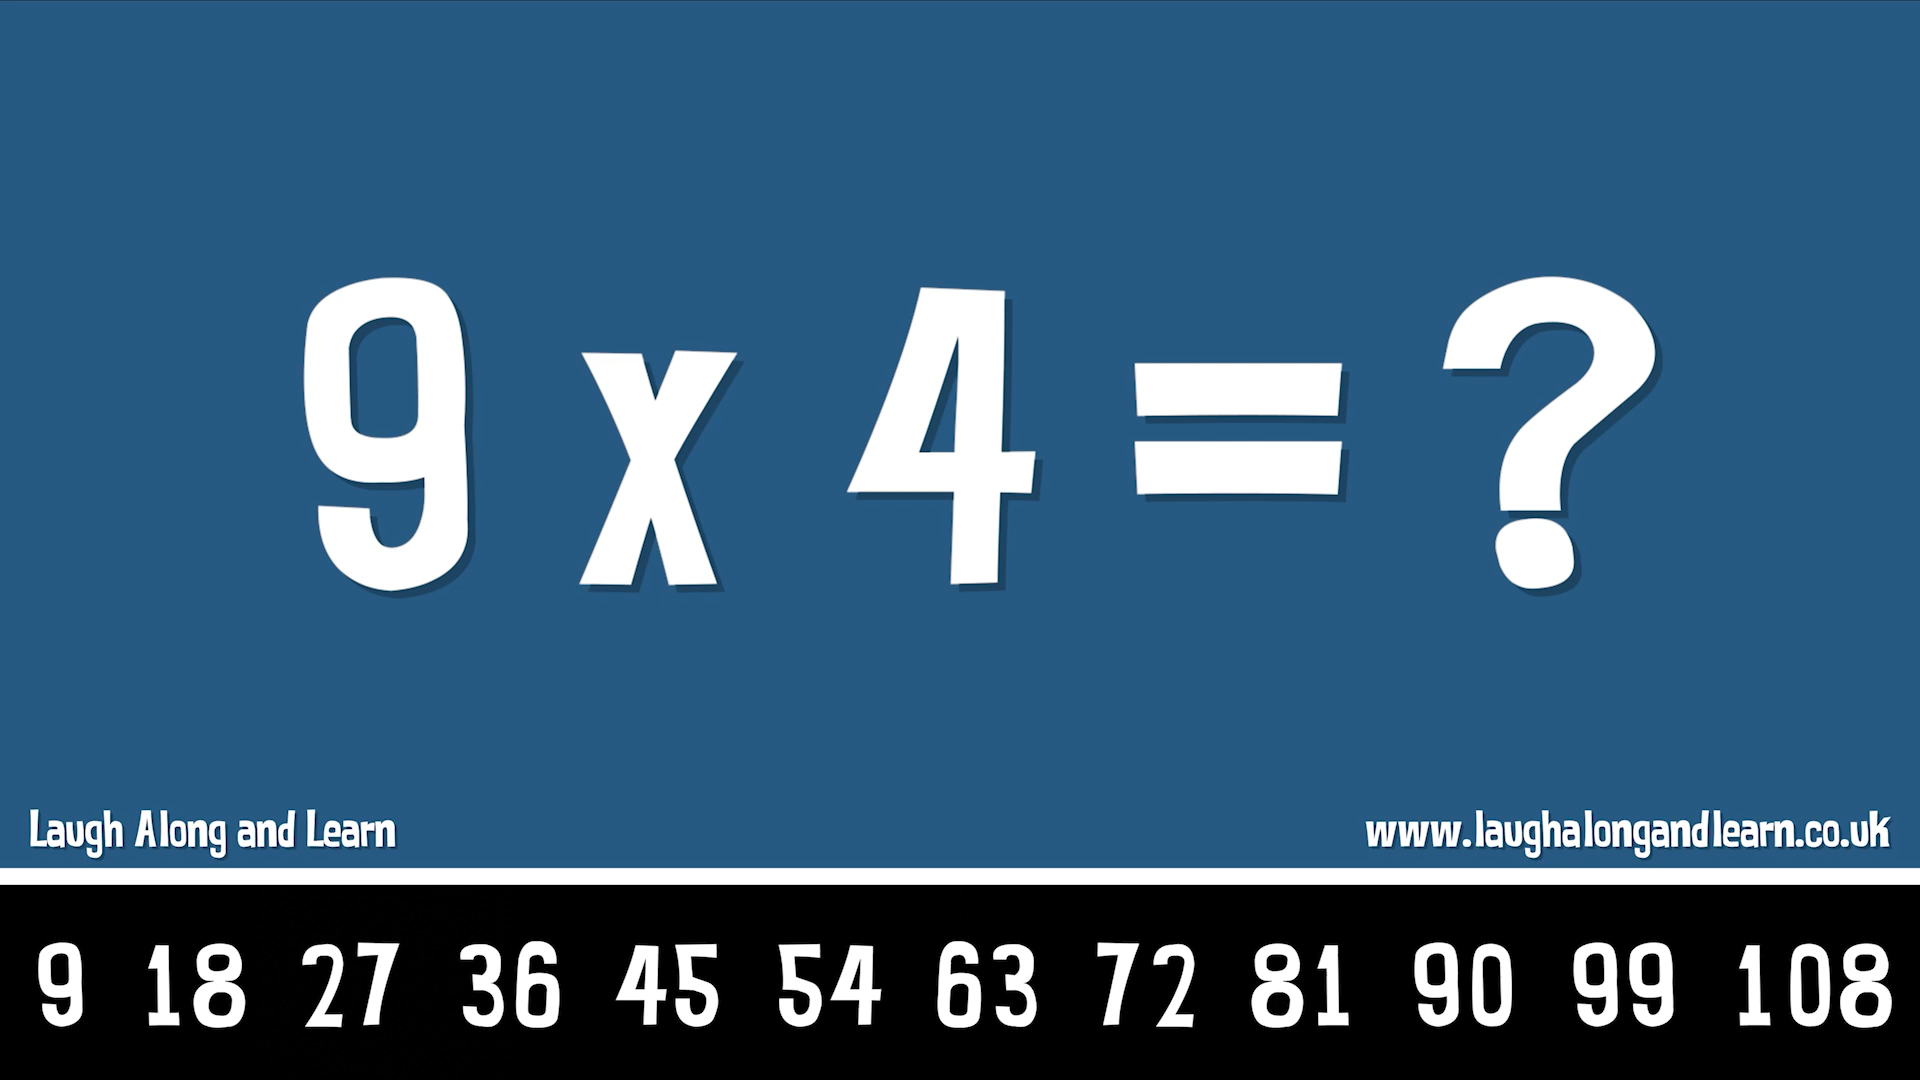 9 x 4 = ?
Laugh Along and Learn
www.laughalongandlearn.co.uk
9 18 27 36 45 54 63 72 81 90 99 108